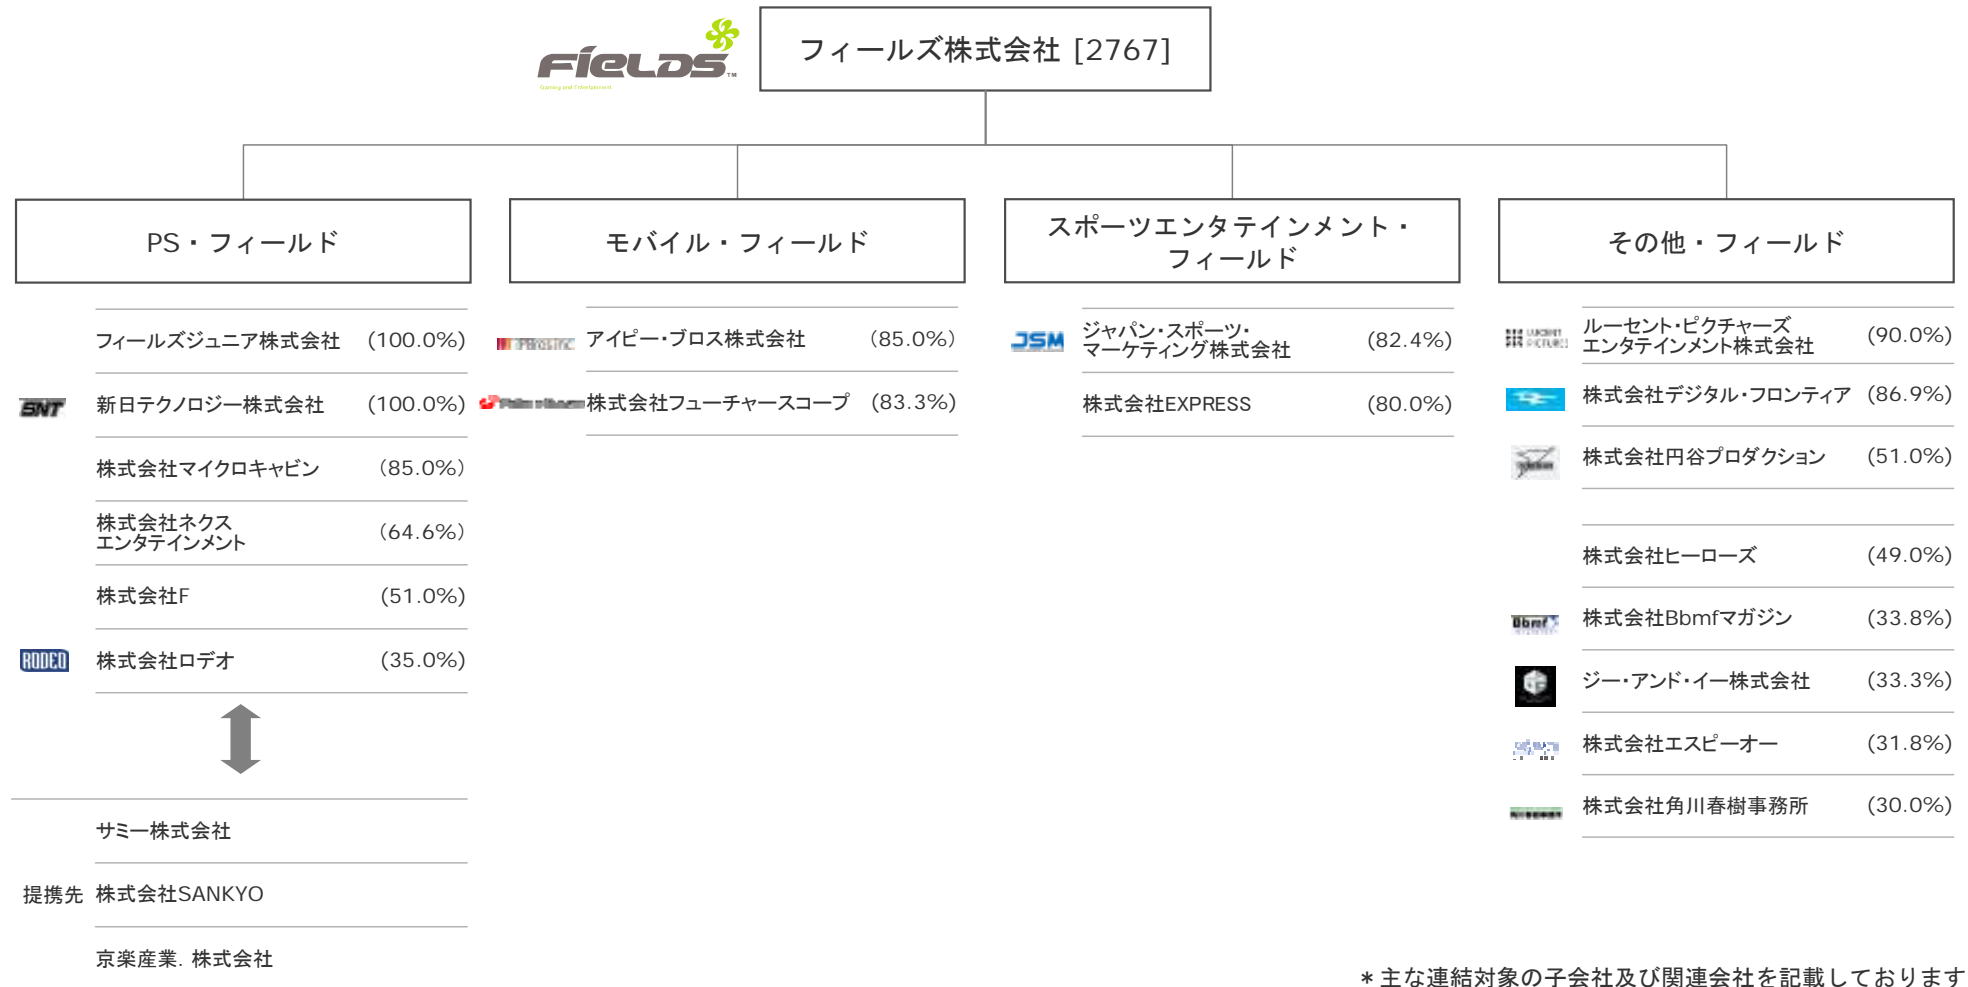 FIELDS
Gaming and Entertainment
フィールズ株式会社 [2767]
PS・フィールド
フィールズジュニア株式会社 (100.0%)
SNT 新日テクノロジー株式会社 (100.0%)
株式会社マイクロキャビン (85.0%)
株式会社ネクス
エンタテインメント (64.6%)
株式会社F (51.0%)
RODEO 株式会社ロデオ (35.0%)
提携先
サミー株式会社
株式会社SANKYO
京楽産業. 株式会社
モバイル・フィールド
アイピー・ブロス株式会社 (85.0%)
株式会社フューチャースコープ (83.3%)
スポーツエンタテインメント・
フィールド
JSM
ジャパン・スポーツ・
マーケティング株式会社 (82.4%)
株式会社EXPRESS (80.0%)
その他・フィールド
LUCENT
PICTURES
ルーセント・ピクチャーズ
エンタテインメント株式会社 (90.0%)
株式会社デジタル・フロンティア (86.9%)
株式会社円谷プロダクション (51.0%)
株式会社ヒーローズ (49.0%)
Bbmf 株式会社Bbmfマガジン (33.8%)
ジー・アンド・イー株式会社 (33.3%)
株式会社エスピーオー (31.8%)
株式会社角川春樹事務所 (30.0%)
＊主な連結対象の子会社及び関連会社を記載しております